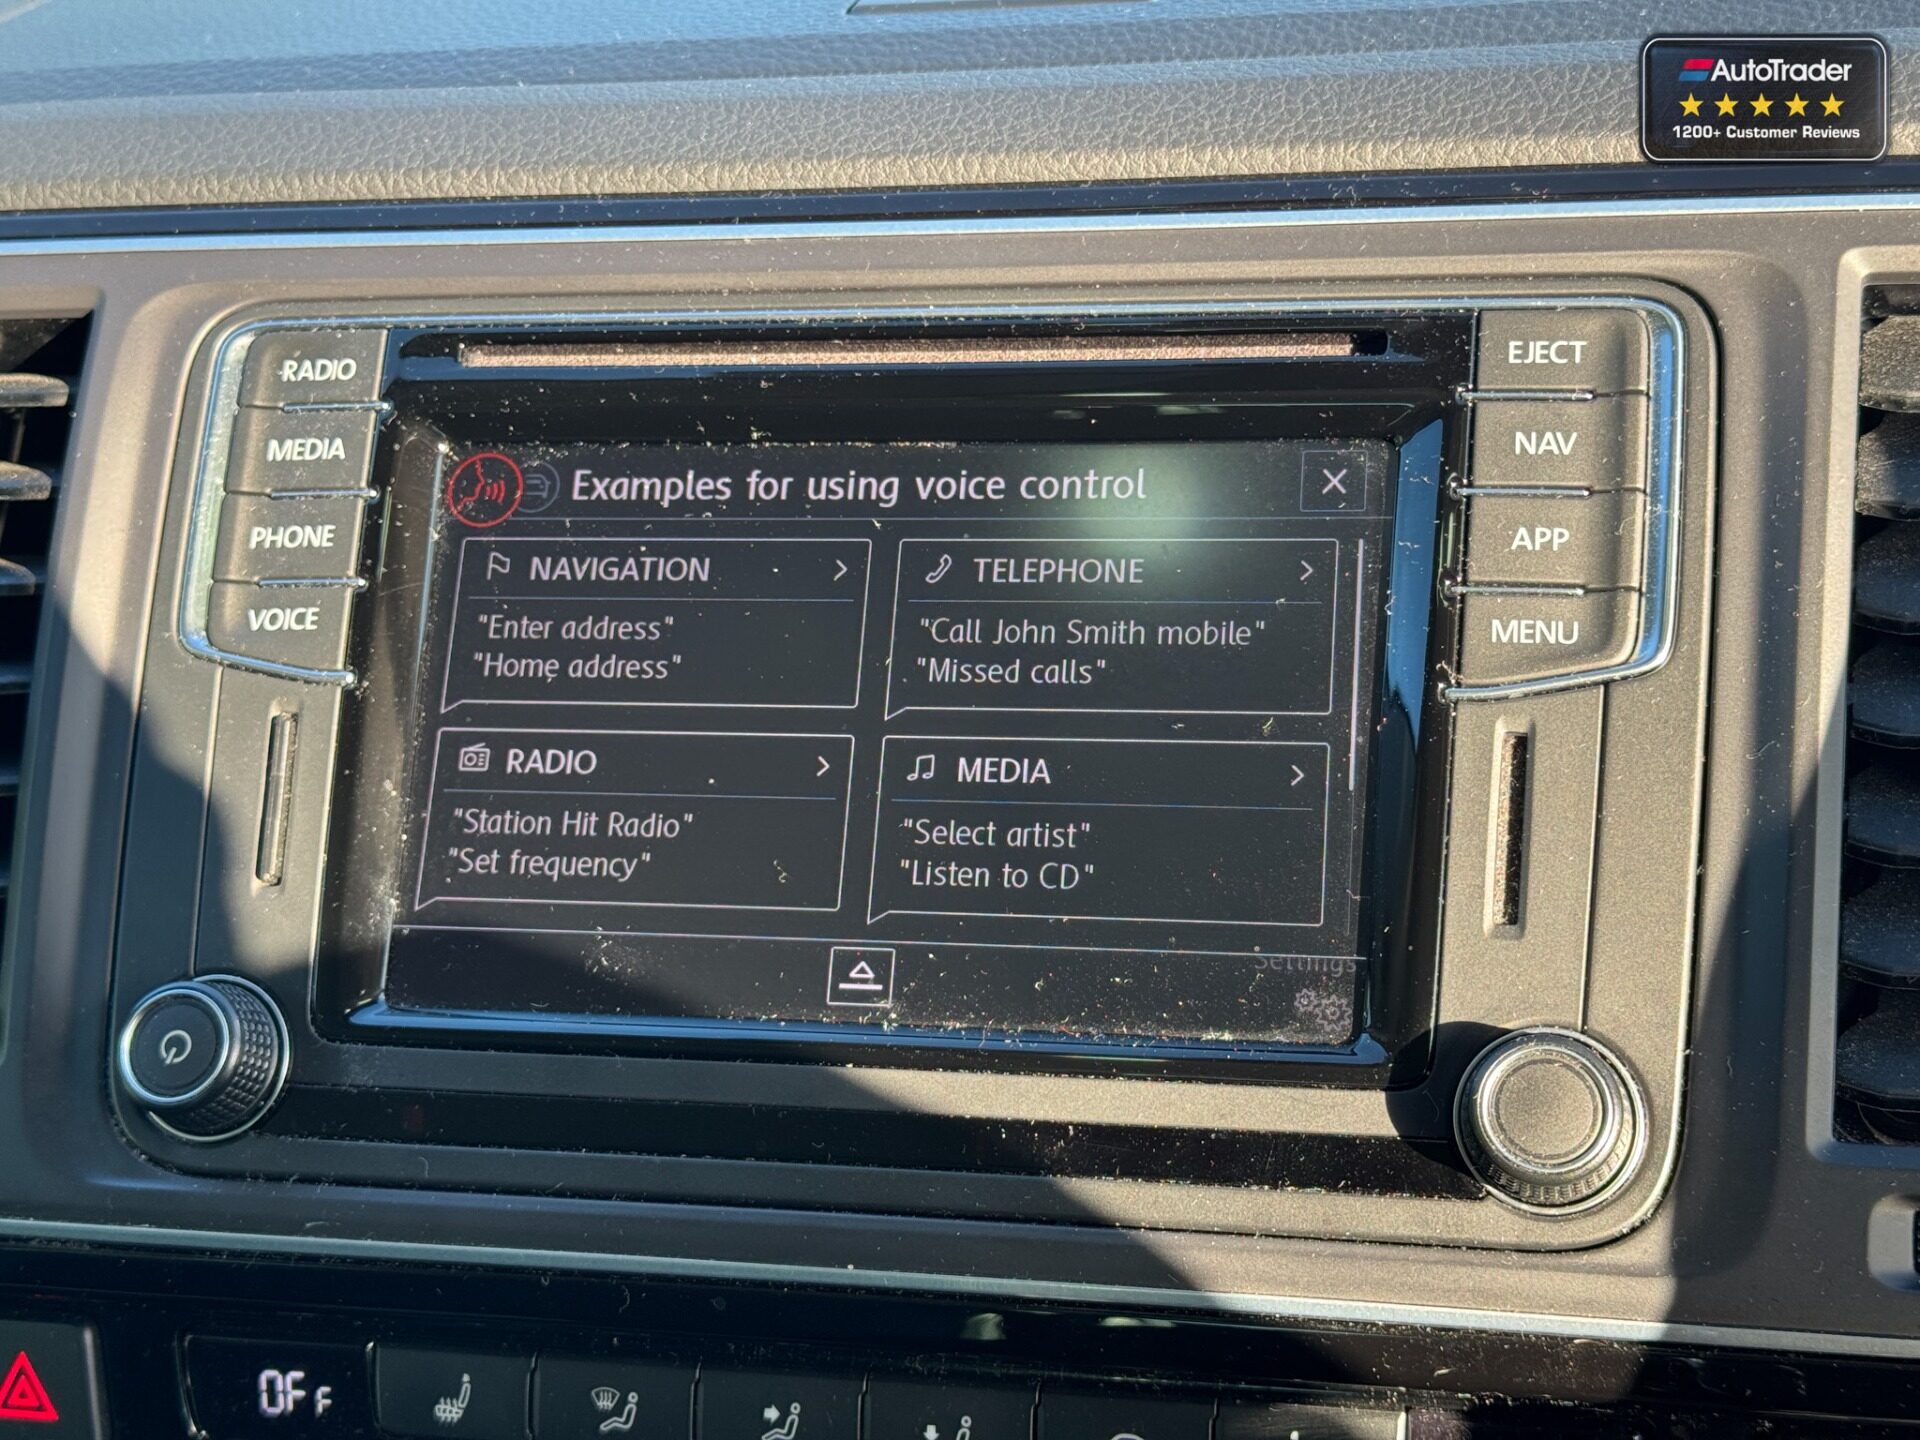 AutoTrader
1200+ Customer Reviews
RADIO
MEDIA
PHONE
VOICE
EJECT
NAV
APP
MENU
Examples for using voice control
NAVIGATION
"Enter address"
"Home address"
TELEPHONE
"Call John Smith mobile"
"Missed calls"
RADIO
"Station Hit Radio"
"Set frequency"
MEDIA
"Select artist"
"Listen to CD"
Settings
OFF